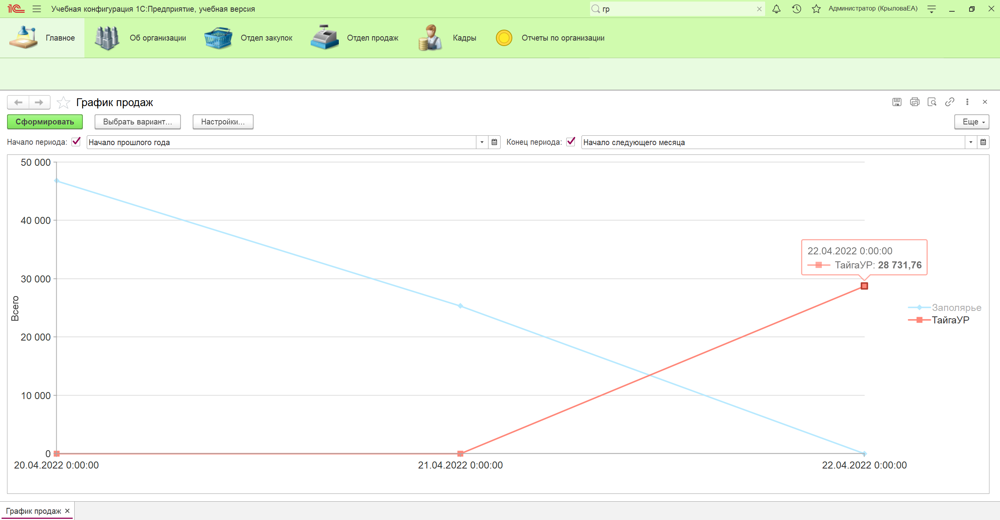 1С Учебная конфигурация 1С:Предприятие, учебная версия гр Администратор (КрыловаЕА)
Главное Об организации Отдел закупок Отдел продаж Кадры Отчеты по организации
График продаж
Сформировать Выбрать вариант... Настройки... Еще
Начало периода: Начало прошлого года Конец периода: Начало следующего месяца
50 000
40 000
30 000
20 000
10 000
0
Всего
22.04.2022 0:00:00
ТайгаУР: 28 731,76
Заполярье
ТайгаУР
20.04.2022 0:00:00 21.04.2022 0:00:00 22.04.2022 0:00:00
График продаж